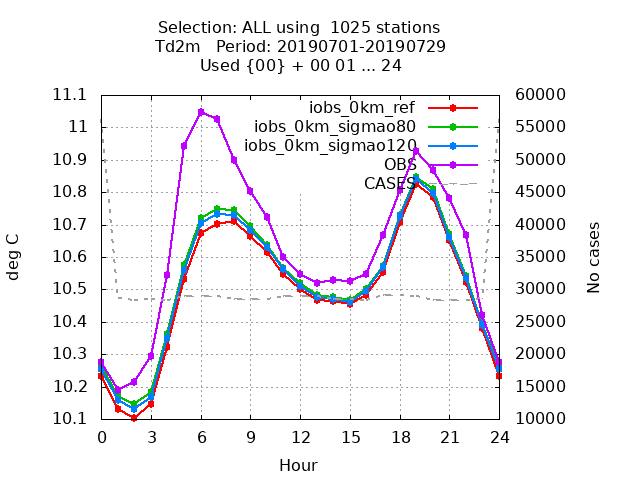 Selection: ALL using  1025 stations
Td2m   Period: 20190701-20190729
Used {00} + 00 01 ... 24
iobs_0km_ref
iobs_0km_sigmao80
iobs_0km_sigmao120
OBS
CASES
deg C
11.1
11
10.9
10.8
10.7
10.6
10.5
10.4
10.3
10.2
10.1
60000
55000
50000
45000
40000
35000
30000
25000
20000
15000
10000
No cases
0 3 6 9 12 15 18 21 24
Hour